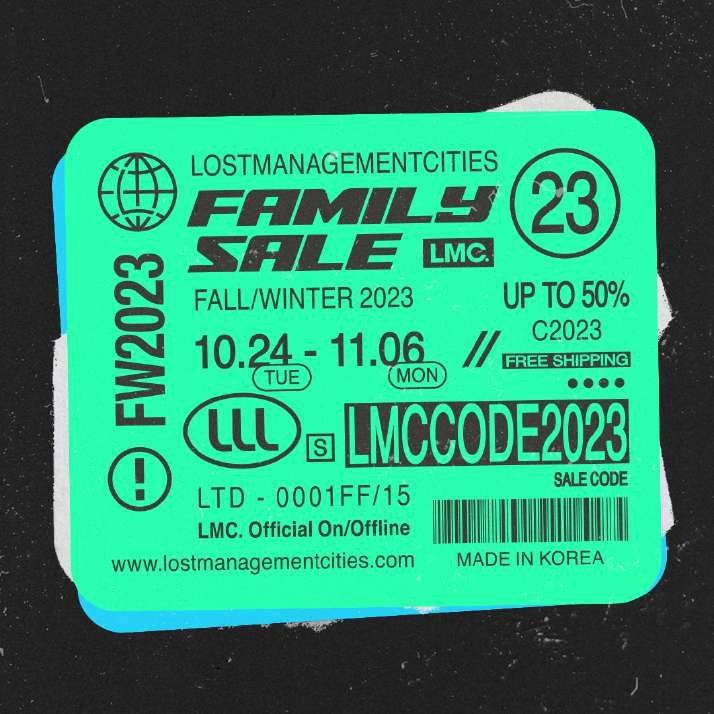 LOSTMANAGEMENTCITIES
FAMILY
SALE LMC.
23
FALL/WINTER 2023
UP TO 50%
C2023
FREE SHIPPING
10.24 - 11.06 //
TUE MON
FW2023
!
LLL
S
LMCCODE2023
SALE CODE
LTD - 0001FF/15
LMC. Official On/Offline
www.lostmanagementcities.com
MADE IN KOREA